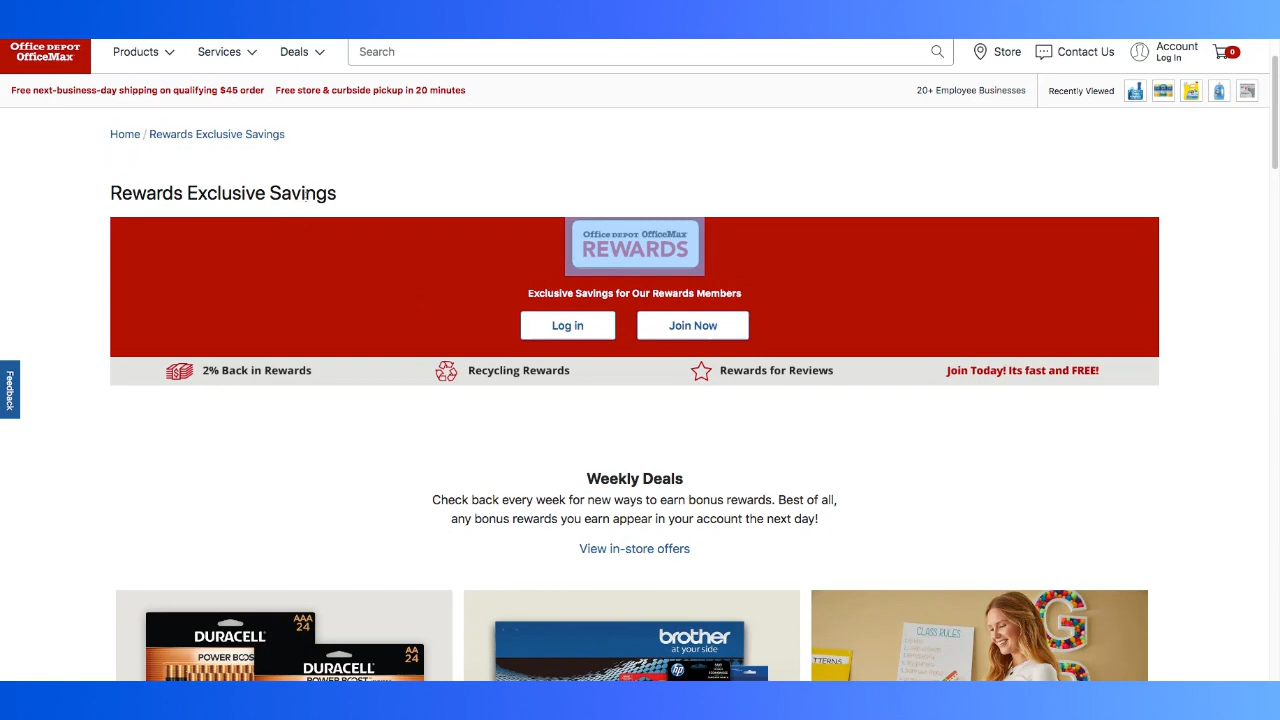 Office DEPOT
OfficeMax
Products
Services
Deals
Search
Store
Contact Us
Account
Log In
0
Free next-business-day shipping on qualifying $45 order
Free store & curbside pickup in 20 minutes
20+ Employee Businesses
Recently Viewed
Home / Rewards Exclusive Savings
Rewards Exclusive Savings
Office DEPOT OfficeMax
REWARDS
Exclusive Savings for Our Rewards Members
Log in
Join Now
2% Back in Rewards
Recycling Rewards
Rewards for Reviews
Join Today! Its fast and FREE!
Feedback
Weekly Deals
Check back every week for new ways to earn bonus rewards. Best of all,
any bonus rewards you earn appear in your account the next day!
View in-store offers
DURACELL
AAA
24
POWER BOOS
DURACELL
AA
24
POWER BOOST
brother
at your side
hp
CLASS RULES
TTERNS
G